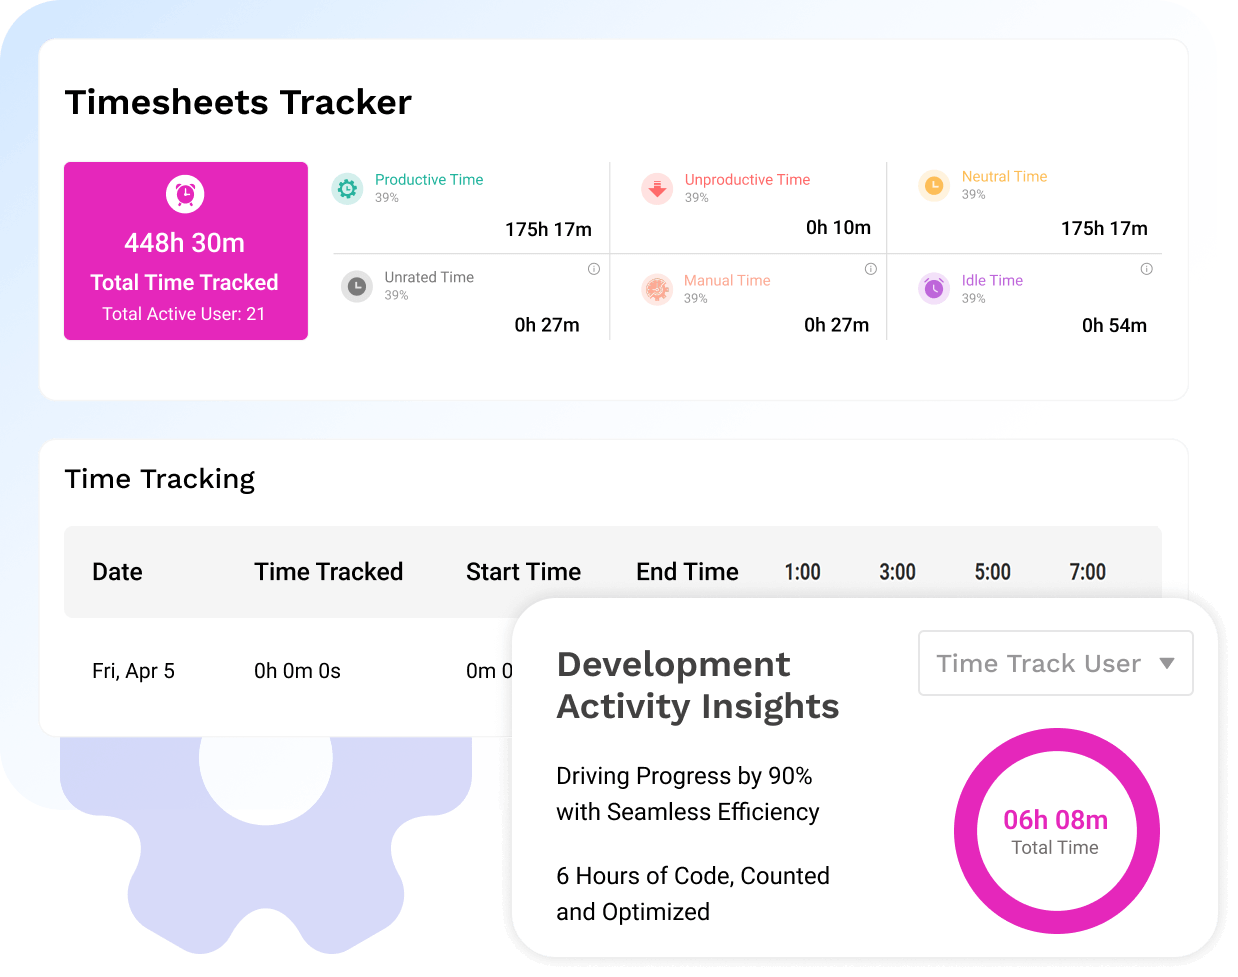 Timesheets Tracker
448h 30m
Total Time Tracked
Total Active User: 21
Productive Time
39%
175h 17m
Unproductive Time
39%
0h 10m
Neutral Time
39%
175h 17m
Unrated Time
39%
0h 27m
Manual Time
39%
0h 27m
Idle Time
39%
0h 54m
Time Tracking
Date Time Tracked Start Time End Time 1:00 3:00 5:00 7:00
Fri, Apr 5 0h 0m 0s 0m 0
Development
Activity Insights
Time Track User
Driving Progress by 90%
with Seamless Efficiency
6 Hours of Code, Counted
and Optimized
06h 08m
Total Time